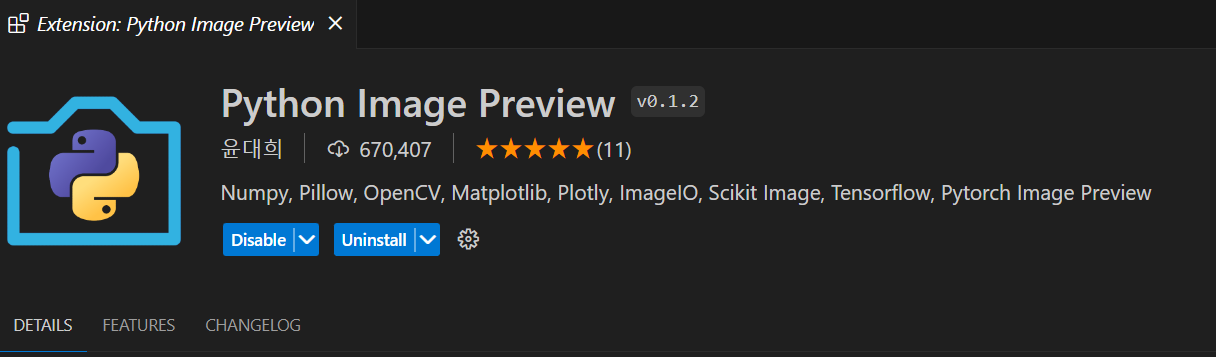 Extension: Python Image Preview
Python Image Preview v0.1.2
윤대희 670,407 (11)
Numpy, Pillow, OpenCV, Matplotlib, Plotly, ImageIO, Scikit Image, Tensorflow, Pytorch Image Preview
Disable Uninstall
DETAILS FEATURES CHANGELOG